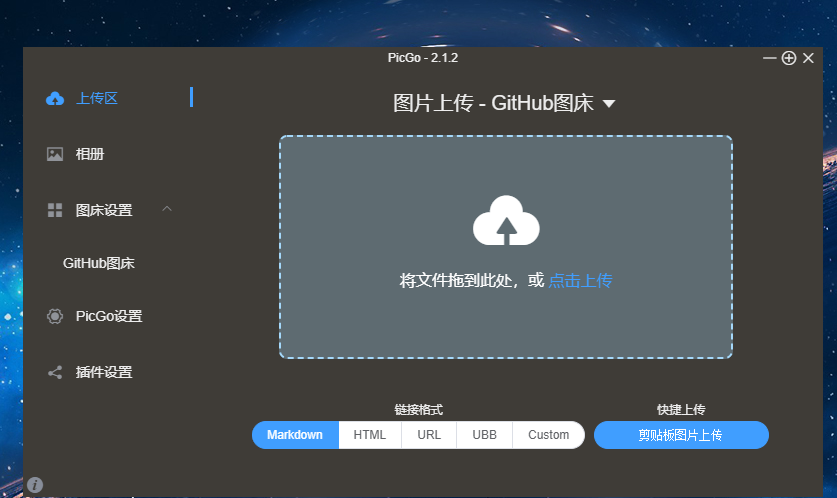 PicGo - 2.1.2
上传区
相册
图床设置
GitHub图床
PicGo设置
插件设置
图片上传 - GitHub图床
将文件拖到此处，或 点击上传
链接格式
Markdown HTML URL UBB Custom
快捷上传
剪贴板图片上传
i